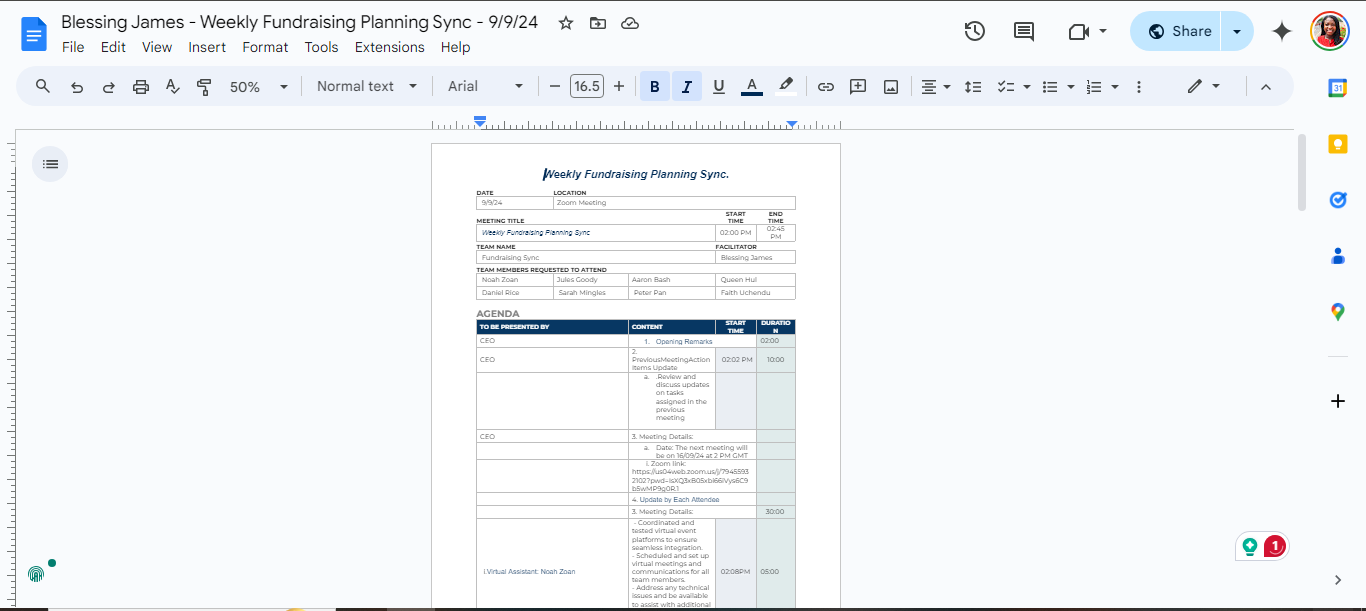 Blessing James - Weekly Fundraising Planning Sync - 9/9/24
File Edit View Insert Format Tools Extensions Help
Share
50% Normal text Arial 16.5 B I U A
31
Weekly Fundraising Planning Sync.
DATE LOCATION
9/9/24 Zoom Meeting
MEETING TITLE START TIME END TIME
Weekly Fundraising Planning Sync 02:00 PM 02:45 PM
TEAM NAME FACILITATOR
Fundraising Sync Blessing James
TEAM MEMBERS REQUESTED TO ATTEND
Noah Zoan Jules Goody Aaron Bash Queen Hul
Daniel Rice Sarah Mingles Peter Pan Faith Uchendu
AGENDA
TO BE PRESENTED BY CONTENT START TIME DURATIO
N
CEO 1. Opening Remarks 02:00
CEO 2.
PreviousMeetingAction 02:02 PM 10:00
Items Update
a. .Review and
discuss updates
on tasks
assigned in the
previous
meeting
CEO 3. Meeting Details:
a. Date: The next meeting will
be on 16/09/24 at 2 PM GMT
i. Zoom link:
https://us04web.zoom.us/j/7945593
4. Update by Each Attendee
3. Meeting Details: 30:00
- Coordinated and
tested virtual event
platforms to ensure
seamless integration.
- Scheduled and set up
virtual meetings and
communications for all
i.Virtual Assistant: Noah Zoan team members. 02:08PM 05:00
- Address any technical
issues and be available
to assist with additional
1